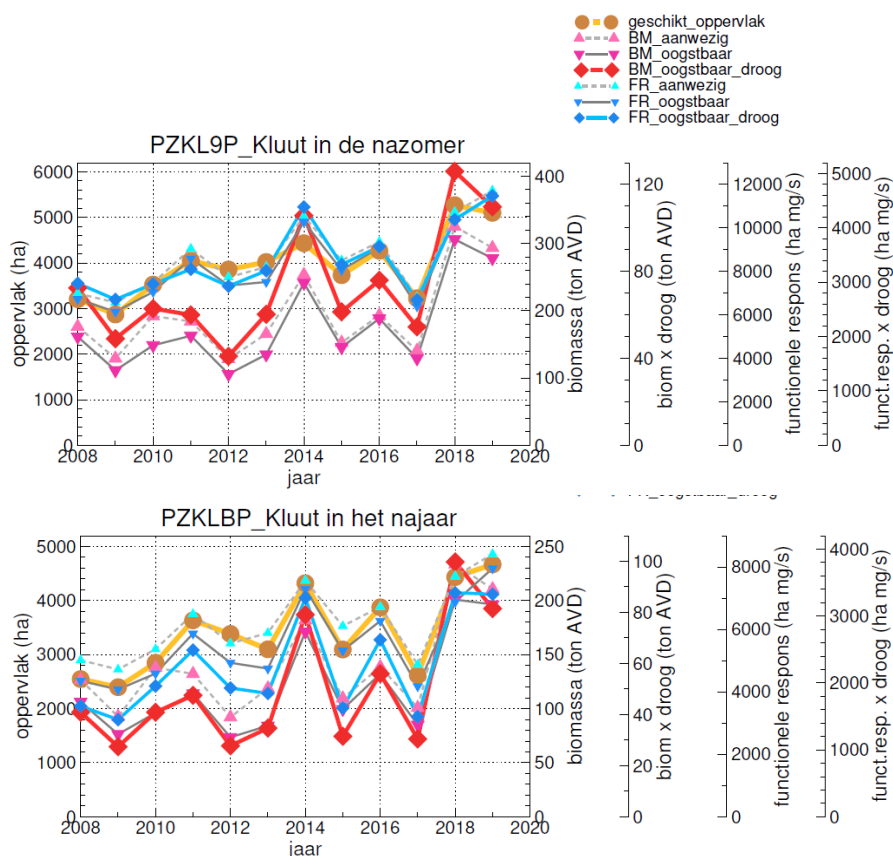 geschikt_oppervlak
BM_aanwezig
BM_oogstbaar
BM_oogstbaar_droog
FR_aanwezig
FR_oogstbaar
FR_oogstbaar_droog
PZKL9P_Kluut in de nazomer
6000
5000
4000
3000
2000
1000
0
oppervlak (ha)
2008 2010 2012 2014 2016 2018 2020
jaar
400
300
200
100
0
biomassa (ton AVD)
120
80
40
0
biom x droog (ton AVD)
12000
10000
8000
6000
4000
2000
0
functionele respons (ha mg/s)
5000
4000
3000
2000
1000
0
funct.resp. x droog (ha mg/s)
FR_oogstbaar_droog
PZKLBP_Kluut in het najaar
5000
4000
3000
2000
1000
0
oppervlak (ha)
2008 2010 2012 2014 2016 2018 2020
jaar
250
200
150
100
50
0
biomassa (ton AVD)
100
80
60
40
20
0
biom x droog (ton AVD)
8000
6000
4000
2000
0
functionele respons (ha mg/s)
4000
3000
2000
1000
0
funct.resp. x droog (ha mg/s)